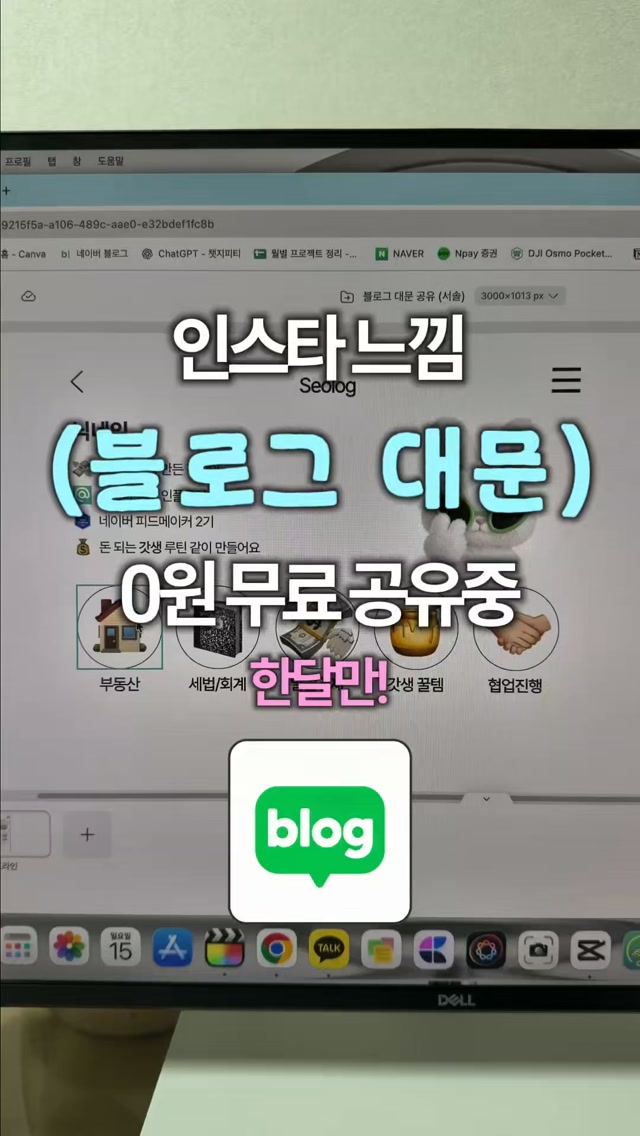 프로필 탭 창 도움말
+
9215f5a-a106-489c-aae0-e32bdef1fc8b
홈 - Canva
네이버 블로그
ChatGPT - 챗지피티
월별 프로젝트 정리 -...
NAVER
Npay 증권
DJI Osmo Pocket...
블로그 대문 공유 (서솔)
3000×1013 px
인스타 느낌
Seolog
(블로그 대문)
네이버 피드메이커 2기
돈 되는 갓생 루틴 같이 만들어요
0원 무료 공유중
부동산
세법/회계
한달만!
갓생 꿀템
협업진행
blog
+
일요일
15
TALK
DELL